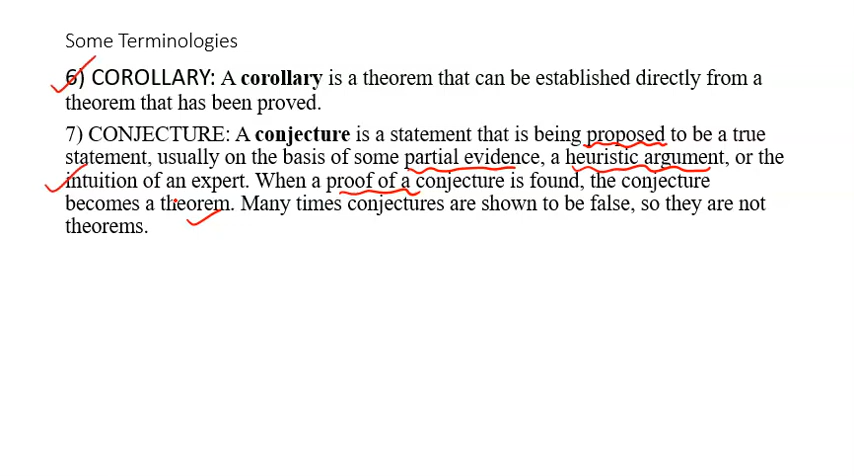 Some Terminologies
6) COROLLARY: A corollary is a theorem that can be established directly from a
theorem that has been proved.
7) CONJECTURE: A conjecture is a statement that is being proposed to be a true
statement, usually on the basis of some partial evidence, a heuristic argument, or the
intuition of an expert. When a proof of a conjecture is found, the conjecture
becomes a theorem. Many times conjectures are shown to be false, so they are not
theorems.